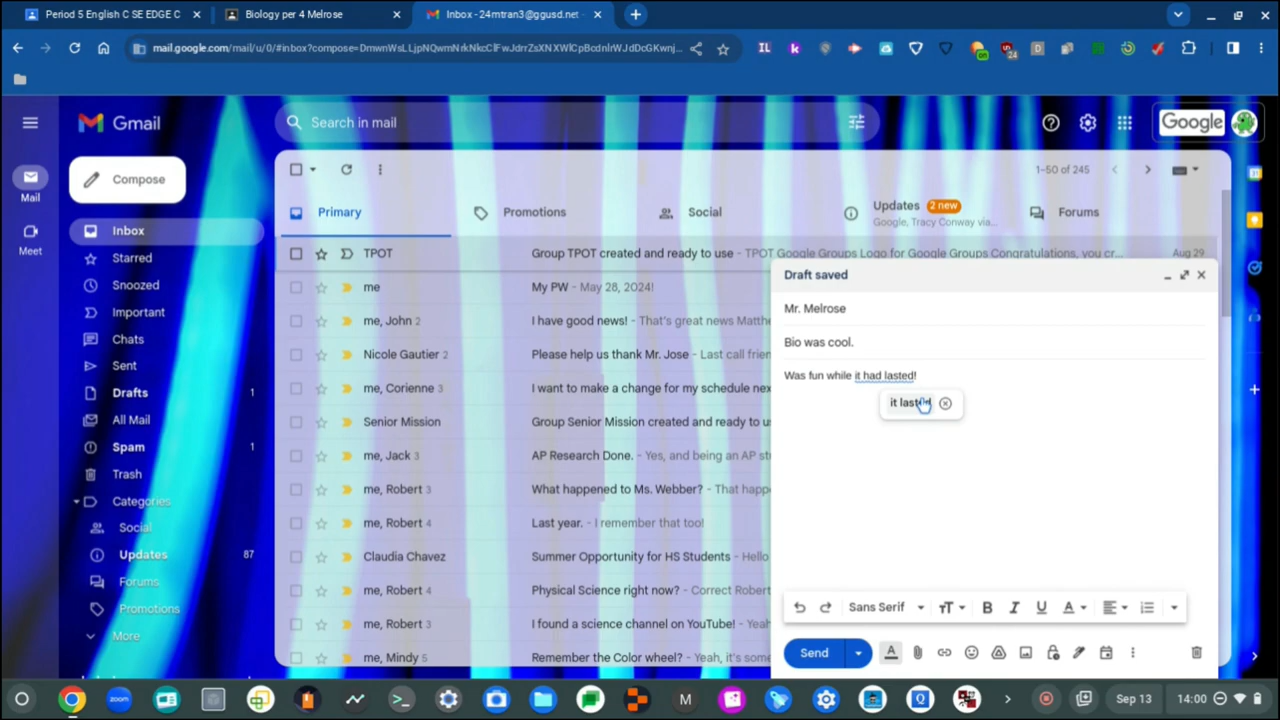 Period 5 English C SE EDGE C
Biology per 4 Melrose
Inbox - 24mtran3@ggusd.net -
mail.google.com/mail/u/0/#inbox?compose=
IL
k
on
24
D
Gmail
Search in mail
Google
Mail
Meet
Compose
Inbox
Starred
Snoozed
Important
Chats
Sent
Drafts 1
All Mail
Spam 1
Trash
Categories
Social
Updates 87
Forums
Promotions
More
1–50 of 245
Primary
Promotions
Social
Updates 2 new
Google, Tracy Conway via...
Forums
TPOT Group TPOT created and ready to use - TPOT Google Groups Logo for Google Groups Congratulations, you cr... Aug 29
me My PW - May 28, 2024!
me, John 2 I have good news! - That's great news Matthe
Nicole Gautier 2 Please help us thank Mr. Jose - Last call frien
me, Corienne 3 I want to make a change for my schedule nex
Senior Mission Group Senior Mission created and ready to u
me, Jack 3 AP Research Done. - Yes, and being an AP st
me, Robert 3 What happened to Ms. Webber? - That happ
me, Robert 4 Last year. - I remember that too!
Claudia Chavez Summer Opportunity for HS Students - Hello
me, Robert 4 Physical Science right now? - Correct Robert
me, Robert 3 I found a science channel on YouTube! - Yeah
me, Mindy 5 Remember the Color wheel? - Yeah, it's some
Draft saved
Mr. Melrose
Bio was cool.
Was fun while it had lasted!
it lasted
Sans Serif
Send
zoom
M
Q
Sep 13
14:00